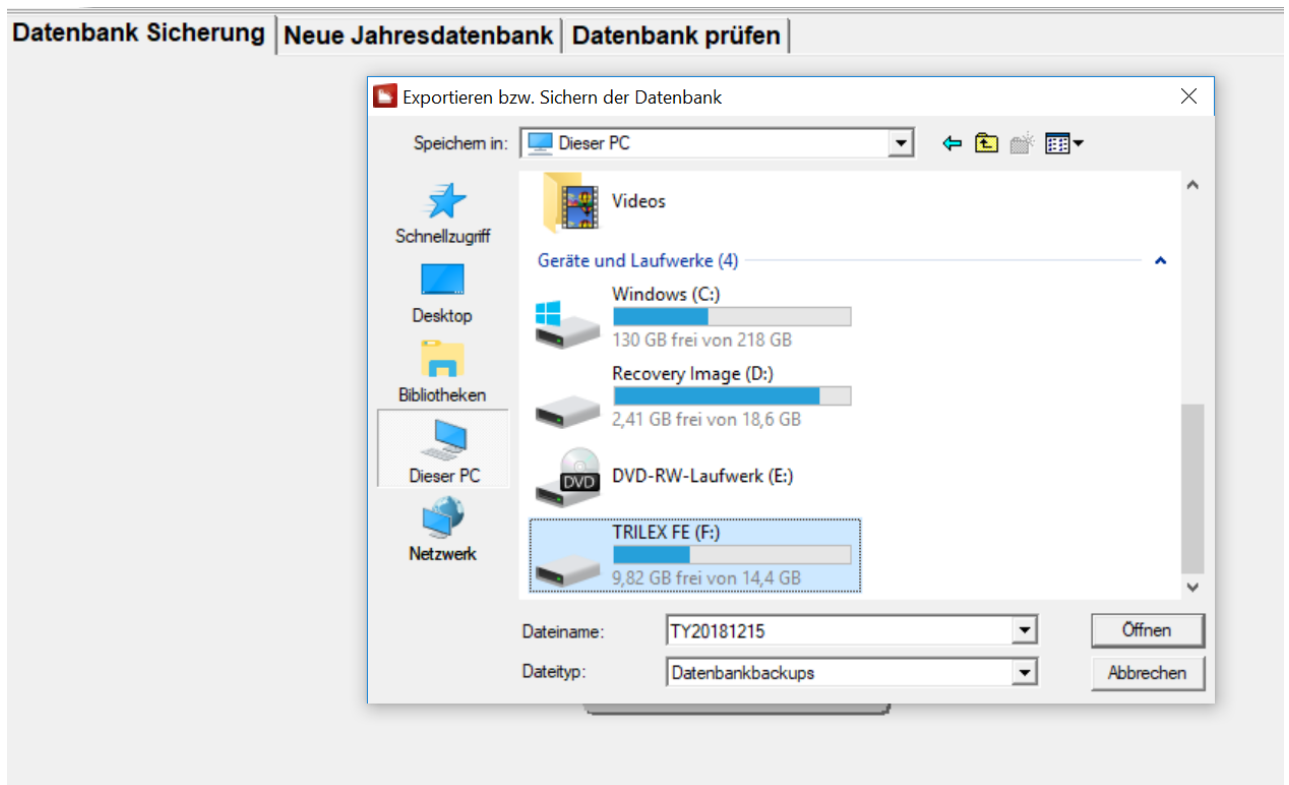 Datenbank Sicherung
Neue Jahresdatenbank
Datenbank prüfen
Exportieren bzw. Sichern der Datenbank
Speichern in:
Dieser PC
Schnellzugriff
Desktop
Bibliotheken
Dieser PC
Netzwerk
Videos
Geräte und Laufwerke (4)
Windows (C:)
130 GB frei von 218 GB
Recovery Image (D:)
2,41 GB frei von 18,6 GB
DVD
DVD-RW-Laufwerk (E:)
TRILEX FE (F:)
9,82 GB frei von 14,4 GB
Dateiname:
TY20181215
Öffnen
Dateityp:
Datenbankbackups
Abbrechen